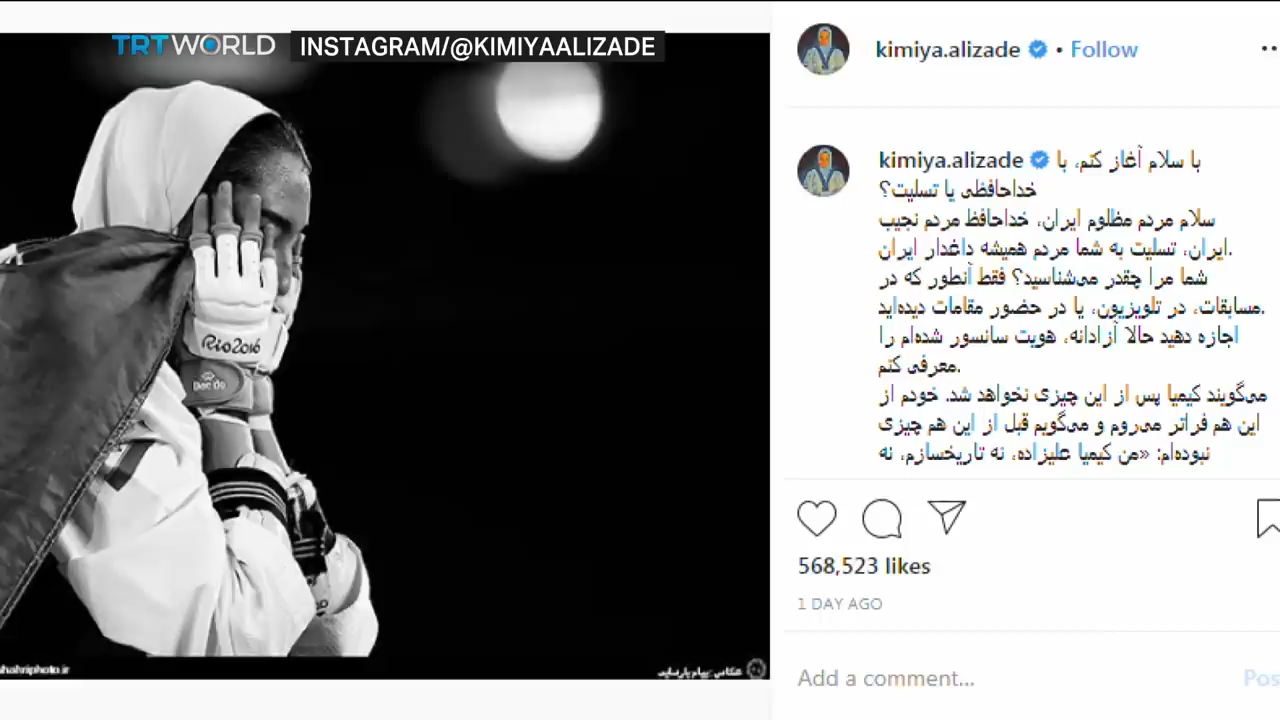 TRTWORLD
INSTAGRAM/@KIMIYAALIZADE
Rio2016
Daedo
عکاس :پیام پارسایی
kimiya.alizade • Follow
kimiya.alizade با سلام آغاز کنم، با
خداحافظی یا تسلیت؟
سلام مردم مظلوم ایران، خداحافظ مردم نجیب
ایران، تسلیت به شما مردم همیشه داغدار ایران.
شما مرا چقدر می‌شناسید؟ فقط آنطور که در
مسابقات، در تلویزیون، یا در حضور مقامات دیده‌اید.
اجازه دهید حالا آزادانه، هویت سانسور شده‌ام را
معرفی کنم.
می‌گویند کیمیا پس از این چیزی نخواهد شد. خودم از
این هم فراتر می‌روم و می‌گویم قبل از این هم چیزی
نبوده‌ام: «من کیمیا علیزاده، نه تاریخسازم، نه
568,523 likes
1 DAY AGO
Add a comment...
Pos